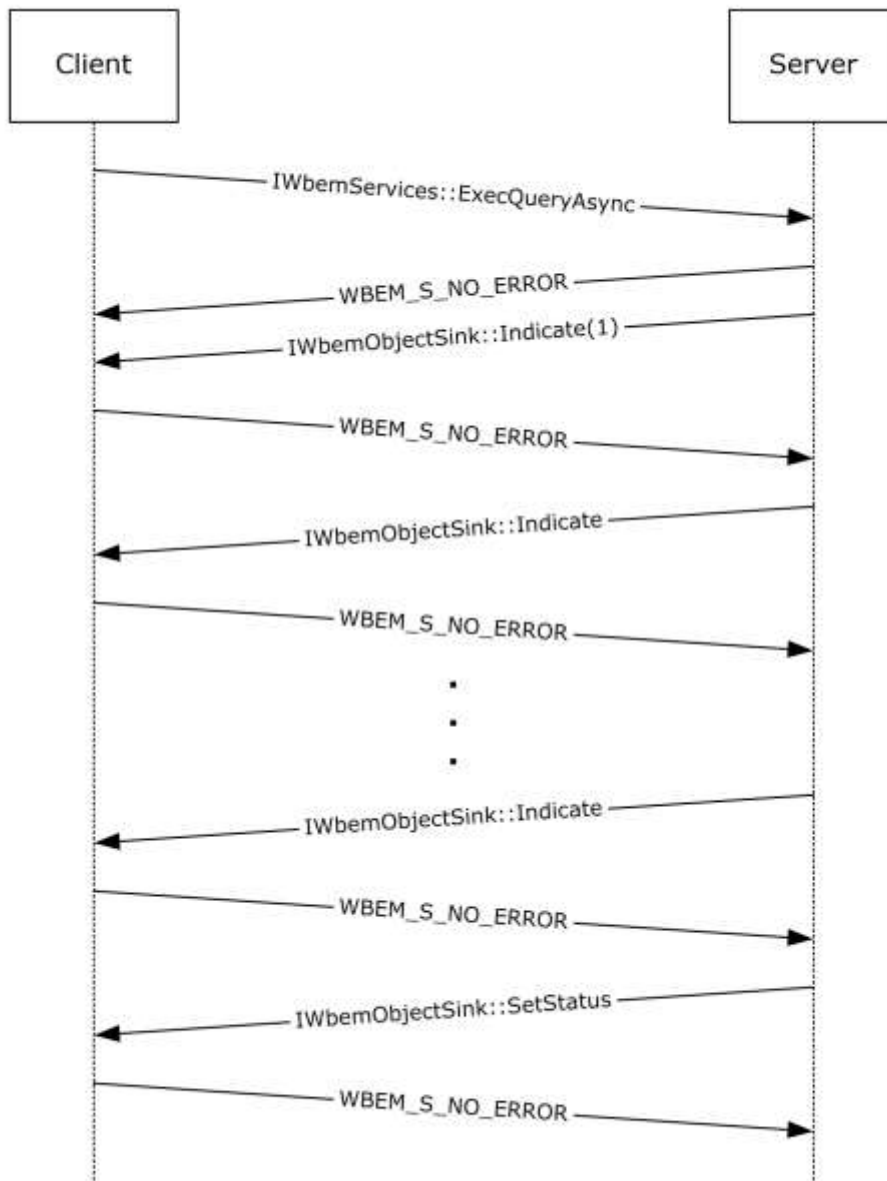 Client
Server
IWbemServices::ExecQueryAsync
WBEM_S_NO_ERROR
IWbemObjectSink::Indicate(1)
WBEM_S_NO_ERROR
IWbemObjectSink::Indicate
WBEM_S_NO_ERROR
IWbemObjectSink::Indicate
WBEM_S_NO_ERROR
IWbemObjectSink::SetStatus
WBEM_S_NO_ERROR